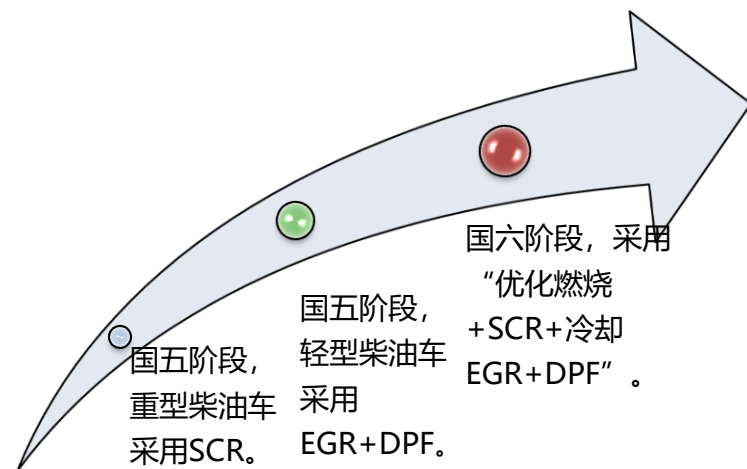 国五阶段，
重型柴油车
采用SCR。
国五阶段，
轻型柴油车
采用
EGR+DPF。
国六阶段，采用
“优化燃烧
+SCR+冷却
EGR+DPF”。